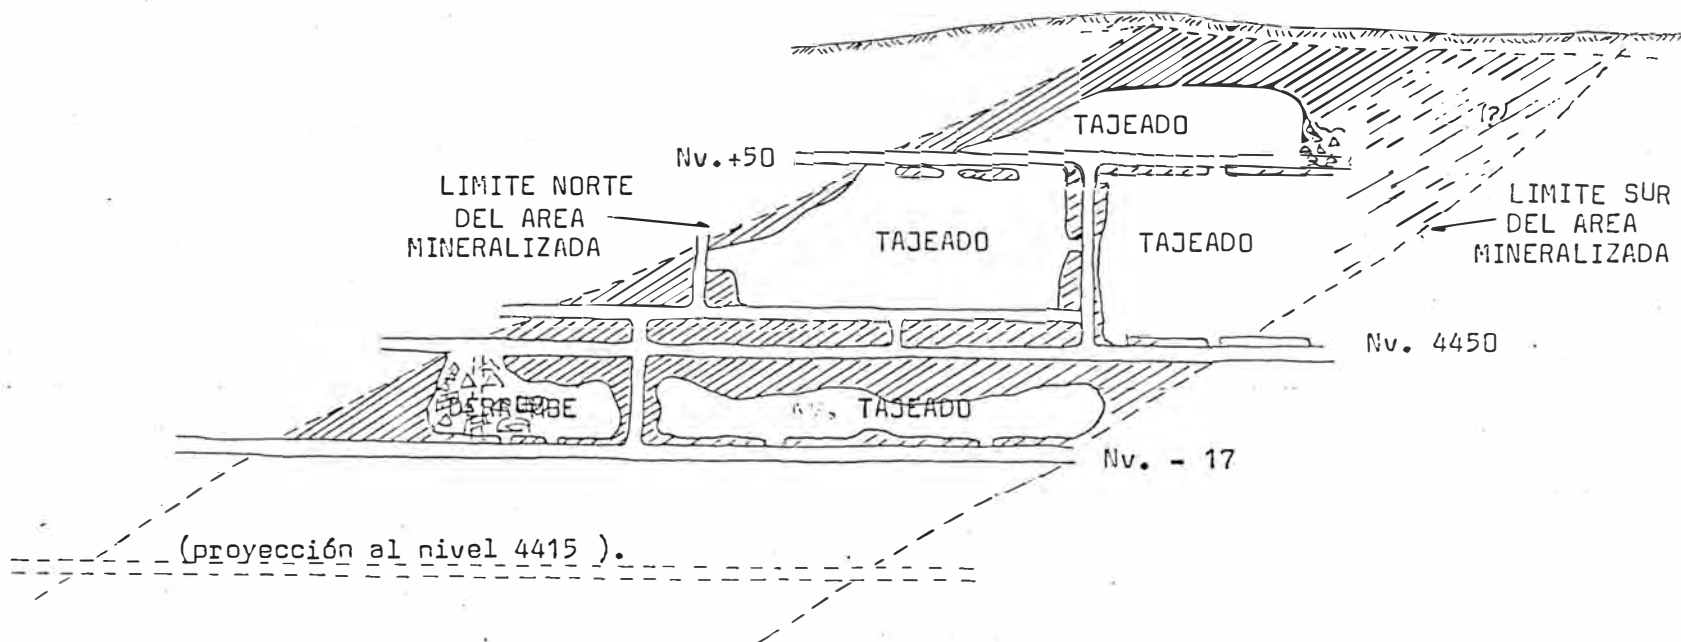 TAJEADO
(?)
Nv.+50
LIMITE NORTE
DEL AREA
MINERALIZADA
TAJEADO
TAJEADO
LIMITE SUR
DEL AREA
MINERALIZADA
Nv. 4450
DERRUMBE
TAJEADO
Nv. - 17
(proyección al nivel 4415 ).